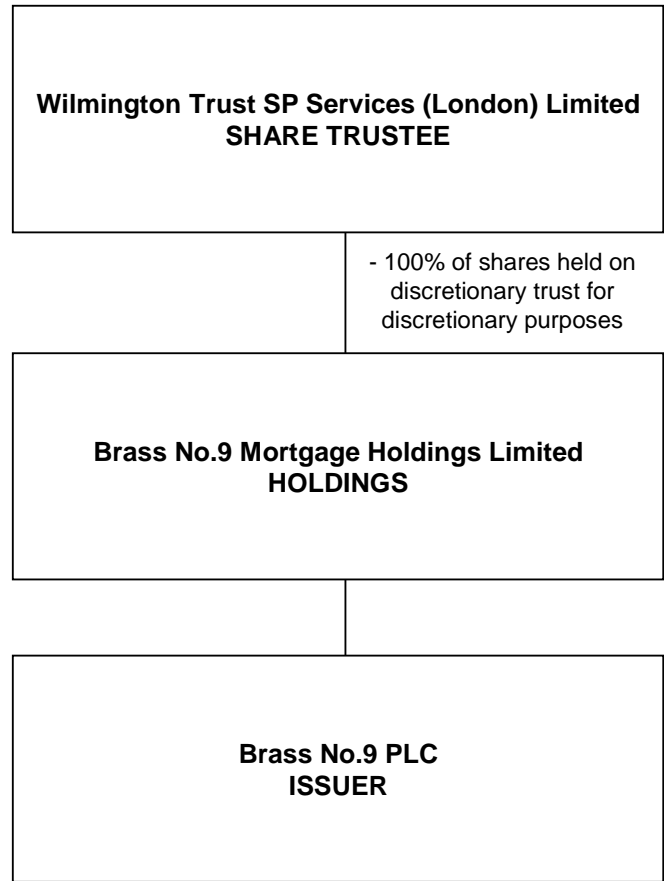 Wilmington Trust SP Services (London) Limited
SHARE TRUSTEE
- 100% of shares held on
discretionary trust for
discretionary purposes
Brass No.9 Mortgage Holdings Limited
HOLDINGS
Brass No.9 PLC
ISSUER